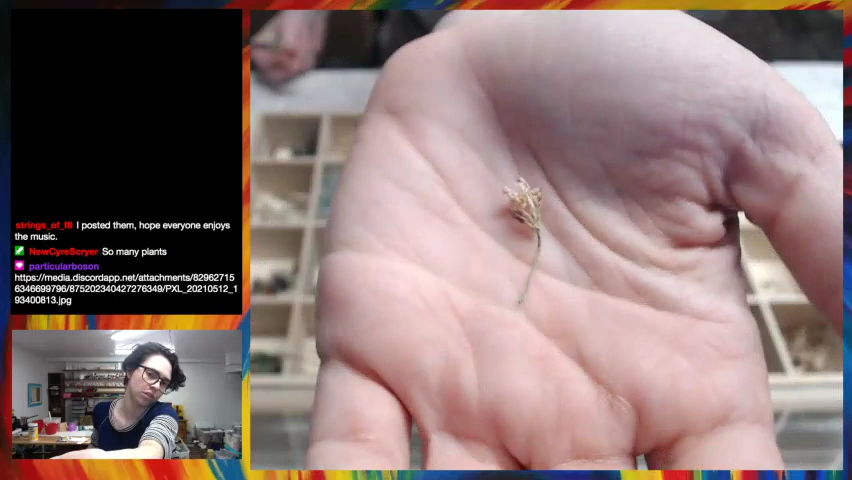 strings_of_f8 I posted them, hope everyone enjoys
the music.
NewCyreScryer So many plants
particularboson
https://media.discordapp.net/attachments/82962715
6346699796/875202340427276349/PXL_20210512_1
93400813.jpg